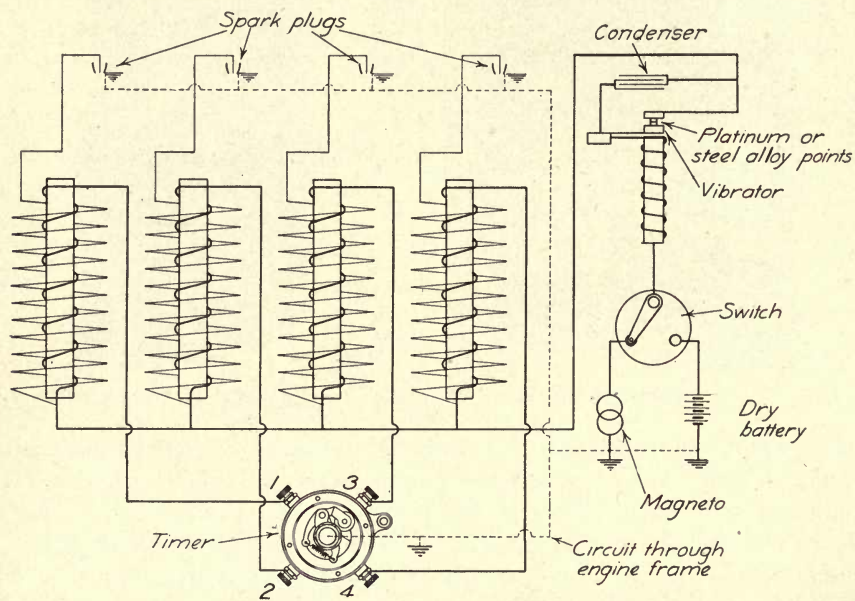 Spark plugs
Condenser
Platinum or
steel alloy points
Vibrator
Switch
Dry
battery
Magneto
1
3
Timer
2
4
Circuit through
engine frame